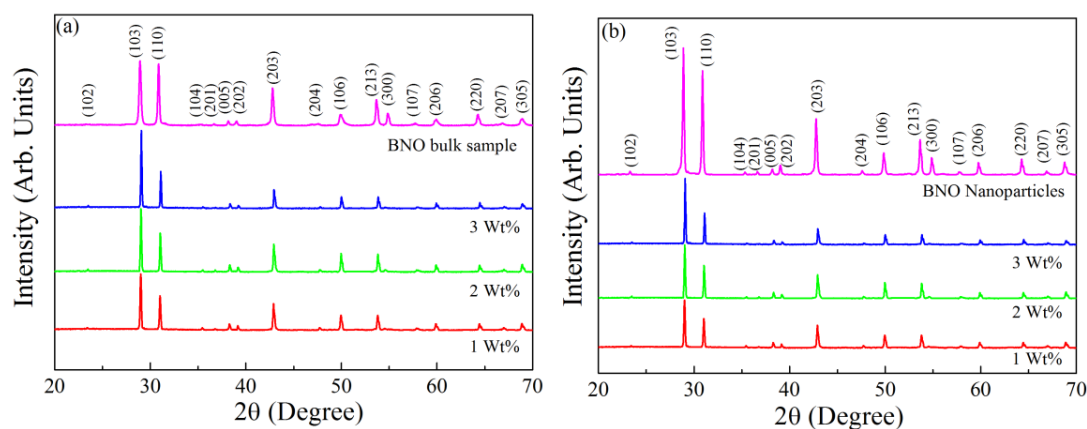 (a)
(102)
(103)
(110)
(104)
(201)
(005)
(202)
(203)
(204)
(106)
(213)
(300)
(107)
(206)
(220)
(207)
(305)
BNO bulk sample
3 Wt%
2 Wt%
1 Wt%
Intensity (Arb. Units)
20 30 40 50 60 70
2θ (Degree)
(b)
(102)
(103)
(110)
(104)
(201)
(005)
(202)
(203)
(204)
(106)
(213)
(300)
(107)
(206)
(220)
(207)
(305)
BNO Nanoparticles
3 Wt%
2 Wt%
1 Wt%
Intensity (Arb. Units)
20 30 40 50 60 70
2θ (Degree)